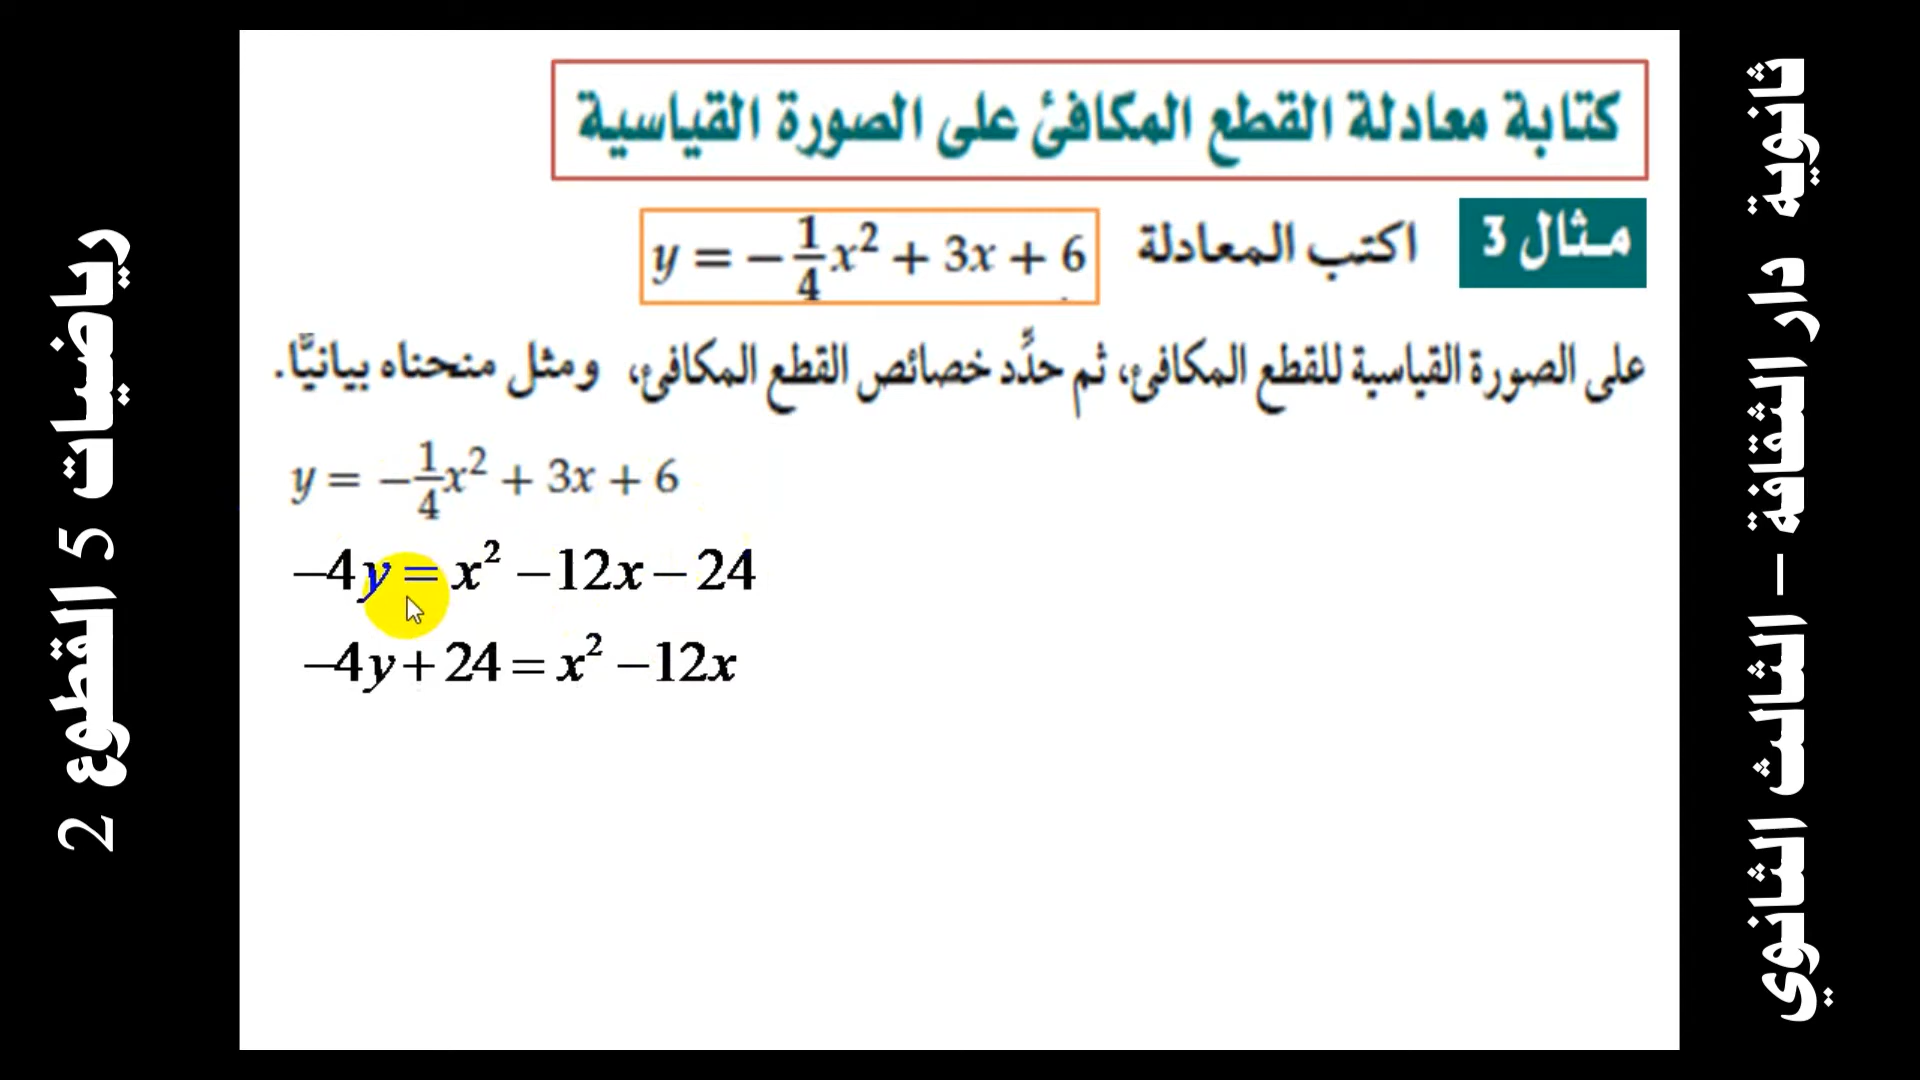 كتابة معادلة القطع المكافئ على الصورة القياسية
مثال 3 اكتب المعادلة y = −1/4x² + 3x + 6
على الصورة القياسية للقطع المكافئ، ثم حدِّد خصائص القطع المكافئ، ومثل منحناه بيانيًّا.
y = −1/4x² + 3x + 6
−4y = x² −12x − 24
−4y + 24 = x² −12x
ثانوية دار الثقافة – الثالث الثانوي
رياضيات 5 القطوع 2